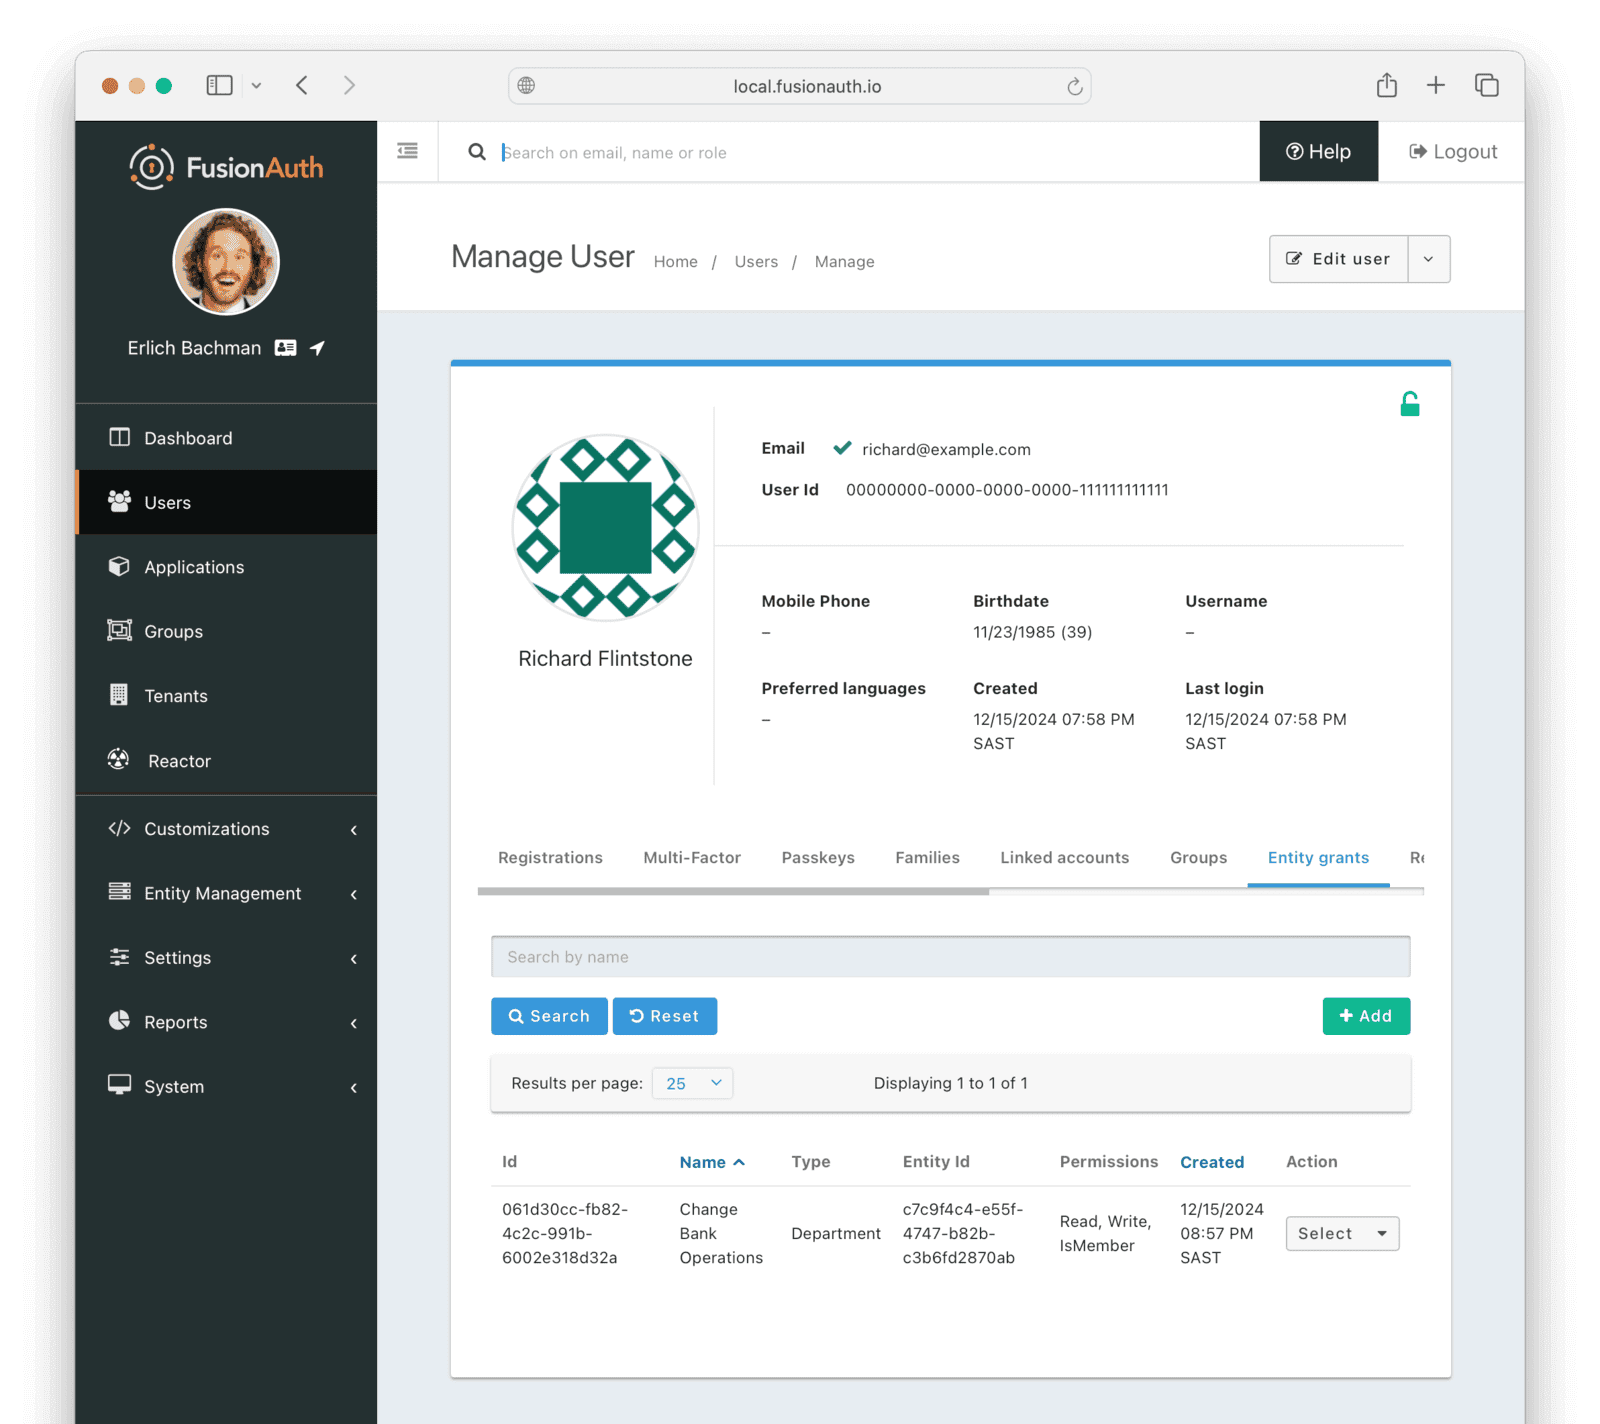 local.fusionauth.io
FusionAuth
Search on email, name or role
Help
Logout
Erlich Bachman
Manage User
Home / Users / Manage
Edit user
Dashboard
Users
Applications
Groups
Tenants
Reactor
Customizations
Entity Management
Settings
Reports
System
Richard Flintstone
Email richard@example.com
User Id 00000000-0000-0000-0000-111111111111
Mobile Phone Birthdate Username
– 11/23/1985 (39) –
Preferred languages Created Last login
– 12/15/2024 07:58 PM 12/15/2024 07:58 PM
SAST SAST
Registrations Multi-Factor Passkeys Families Linked accounts Groups Entity grants
Search by name
Search Reset Add
Results per page: 25 Displaying 1 to 1 of 1
Id Name Type Entity Id Permissions Created Action
061d30cc-fb82-
4c2c-991b-
6002e318d32a
Change
Bank
Operations
Department
c7c9f4c4-e55f-
4747-b82b-
c3b6fd2870ab
Read, Write,
IsMember
12/15/2024
08:57 PM
SAST
Select